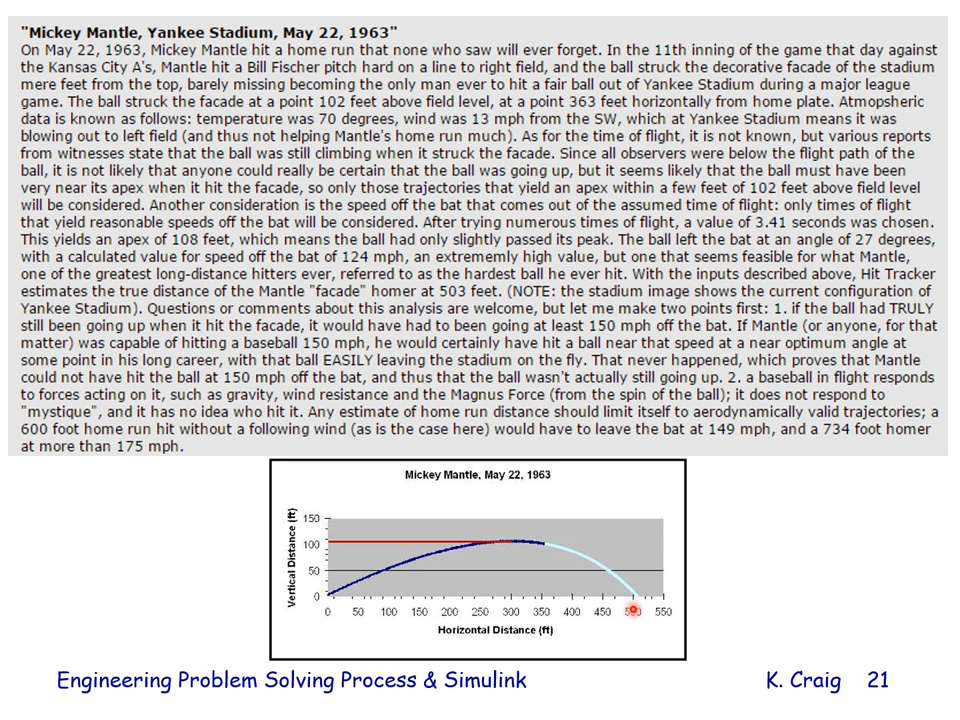 "Mickey Mantle, Yankee Stadium, May 22, 1963"
On May 22, 1963, Mickey Mantle hit a home run that none who saw will ever forget. In the 11th inning of the game that day against
the Kansas City A's, Mantle hit a Bill Fischer pitch hard on a line to right field, and the ball struck the decorative facade of the stadium
mere feet from the top, barely missing becoming the only man ever to hit a fair ball out of Yankee Stadium during a major league
game. The ball struck the facade at a point 102 feet above field level, at a point 363 feet horizontally from home plate. Atmopsheric
data is known as follows: temperature was 70 degrees, wind was 13 mph from the SW, which at Yankee Stadium means it was
blowing out to left field (and thus not helping Mantle's home run much). As for the time of flight, it is not known, but various reports
from witnesses state that the ball was still climbing when it struck the facade. Since all observers were below the flight path of the
ball, it is not likely that anyone could really be certain that the ball was going up, but it seems likely that the ball must have been
very near its apex when it hit the facade, so only those trajectories that yield an apex within a few feet of 102 feet above field level
will be considered. Another consideration is the speed off the bat that comes out of the assumed time of flight: only times of flight
that yield reasonable speeds off the bat will be considered. After trying numerous times of flight, a value of 3.41 seconds was chosen.
This yields an apex of 108 feet, which means the ball had only slightly passed its peak. The ball left the bat at an angle of 27 degrees,
with a calculated value for speed off the bat of 124 mph, an extrememly high value, but one that seems feasible for what Mantle,
one of the greatest long-distance hitters ever, referred to as the hardest ball he ever hit. With the inputs described above, Hit Tracker
estimates the true distance of the Mantle "facade" homer at 503 feet. (NOTE: the stadium image shows the current configuration of
Yankee Stadium). Questions or comments about this analysis are welcome, but let me make two points first: 1. if the ball had TRULY
still been going up when it hit the facade, it would have had to been going at least 150 mph off the bat. If Mantle (or anyone, for that
matter) was capable of hitting a baseball 150 mph, he would certainly have hit a ball near that speed at a near optimum angle at
some point in his long career, with that ball EASILY leaving the stadium on the fly. That never happened, which proves that Mantle
could not have hit the ball at 150 mph off the bat, and thus that the ball wasn't actually still going up. 2. a baseball in flight responds
to forces acting on it, such as gravity, wind resistance and the Magnus Force (from the spin of the ball); it does not respond to
"mystique", and it has no idea who hit it. Any estimate of home run distance should limit itself to aerodynamically valid trajectories; a
600 foot home run hit without a following wind (as is the case here) would have to leave the bat at 149 mph, and a 734 foot homer
at more than 175 mph.
Mickey Mantle, May 22, 1963
Vertical Distance (ft)
150
100
50
0
0 50 100 150 200 250 300 350 400 450 500 550
Horizontal Distance (ft)
Engineering Problem Solving Process & Simulink K. Craig 21